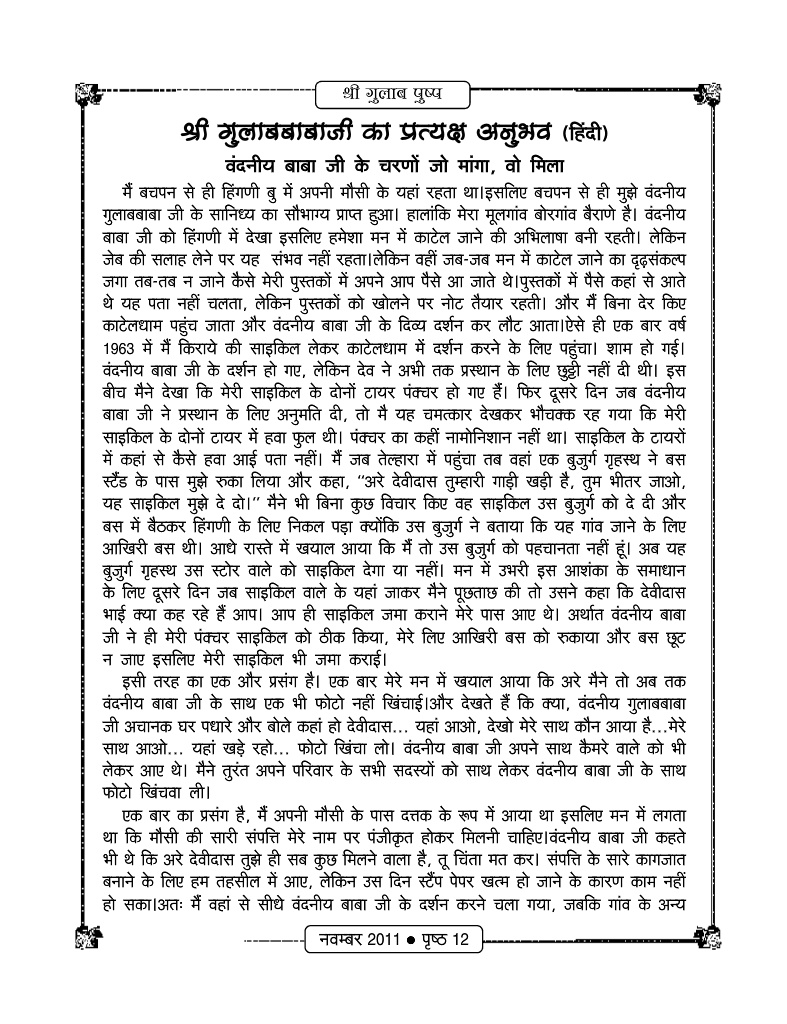 श्री गुलाब पुष्प
श्री गुलाबबाबाजी का प्रत्यक्ष अनुभव (हिंदी)
वंदनीय बाबा जी के चरणों जो मांगा, वो मिला
मैं बचपन से ही हिंगणी बु में अपनी मौसी के यहां रहता था।इसलिए बचपन से ही मुझे वंदनीय
गुलाबबाबा जी के सानिध्य का सौभाग्य प्राप्त हुआ। हालांकि मेरा मूलगांव बोरगांव बैराणे है। वंदनीय
बाबा जी को हिंगणी में देखा इसलिए हमेशा मन में काटेल जाने की अभिलाषा बनी रहती। लेकिन
जेब की सलाह लेने पर यह संभव नहीं रहता।लेकिन वहीं जब-जब मन में काटेल जाने का दृढ़संकल्प
जगा तब-तब न जाने कैसे मेरी पुस्तकों में अपने आप पैसे आ जाते थे।पुस्तकों में पैसे कहां से आते
थे यह पता नहीं चलता, लेकिन पुस्तकों को खोलने पर नोट तैयार रहती। और मैं बिना देर किए
काटेलधाम पहुंच जाता और वंदनीय बाबा जी के दिव्य दर्शन कर लौट आता।ऐसे ही एक बार वर्ष
1963 में मैं किराये की साइकिल लेकर काटेलधाम में दर्शन करने के लिए पहुंचा। शाम हो गई।
वंदनीय बाबा जी के दर्शन हो गए, लेकिन देव ने अभी तक प्रस्थान के लिए छुट्टी नहीं दी थी। इस
बीच मैने देखा कि मेरी साइकिल के दोनों टायर पंक्चर हो गए हैं। फिर दूसरे दिन जब वंदनीय
बाबा जी ने प्रस्थान के लिए अनुमति दी, तो मै यह चमत्कार देखकर भौचक्क रह गया कि मेरी
साइकिल के दोनों टायर में हवा फुल थी। पंक्चर का कहीं नामोनिशान नहीं था। साइकिल के टायरों
में कहां से कैसे हवा आई पता नहीं। मैं जब तेल्हारा में पहुंचा तब वहां एक बुजुर्ग गृहस्थ ने बस
स्टैंड के पास मुझे रुका लिया और कहा, ''अरे देवीदास तुम्हारी गाड़ी खड़ी है, तुम भीतर जाओ,
यह साइकिल मुझे दे दो।'' मैने भी बिना कुछ विचार किए वह साइकिल उस बुजुर्ग को दे दी और
बस में बैठकर हिंगणी के लिए निकल पड़ा क्योंकि उस बुजुर्ग ने बताया कि यह गांव जाने के लिए
आखिरी बस थी। आधे रास्ते में खयाल आया कि मैं तो उस बुजुर्ग को पहचानता नहीं हूं। अब यह
बुजुर्ग गृहस्थ उस स्टोर वाले को साइकिल देगा या नहीं। मन में उभरी इस आशंका के समाधान
के लिए दूसरे दिन जब साइकिल वाले के यहां जाकर मैने पूछताछ की तो उसने कहा कि देवीदास
भाई क्या कह रहे हैं आप। आप ही साइकिल जमा कराने मेरे पास आए थे। अर्थात वंदनीय बाबा
जी ने ही मेरी पंक्चर साइकिल को ठीक किया, मेरे लिए आखिरी बस को रुकाया और बस छूट
न जाए इसलिए मेरी साइकिल भी जमा कराई।
इसी तरह का एक और प्रसंग है। एक बार मेरे मन में खयाल आया कि अरे मैने तो अब तक
वंदनीय बाबा जी के साथ एक भी फोटो नहीं खिंचाई।और देखते हैं कि क्या, वंदनीय गुलाबबाबा
जी अचानक घर पधारे और बोले कहां हो देवीदास... यहां आओ, देखो मेरे साथ कौन आया है...मेरे
साथ आओ... यहां खड़े रहो... फोटो खिंचा लो। वंदनीय बाबा जी अपने साथ कैमरे वाले को भी
लेकर आए थे। मैने तुरंत अपने परिवार के सभी सदस्यों को साथ लेकर वंदनीय बाबा जी के साथ
फोटो खिंचवा ली।
एक बार का प्रसंग है, मैं अपनी मौसी के पास दत्तक के रूप में आया था इसलिए मन में लगता
था कि मौसी की सारी संपत्ति मेरे नाम पर पंजीकृत होकर मिलनी चाहिए।वंदनीय बाबा जी कहते
भी थे कि अरे देवीदास तुझे ही सब कुछ मिलने वाला है, तू चिंता मत कर। संपत्ति के सारे कागजात
बनाने के लिए हम तहसील में आए, लेकिन उस दिन स्टैंप पेपर खत्म हो जाने के कारण काम नहीं
हो सका।अतः मैं वहां से सीधे वंदनीय बाबा जी के दर्शन करने चला गया, जबकि गांव के अन्य
नवम्बर 2011 ● पृष्ठ 12